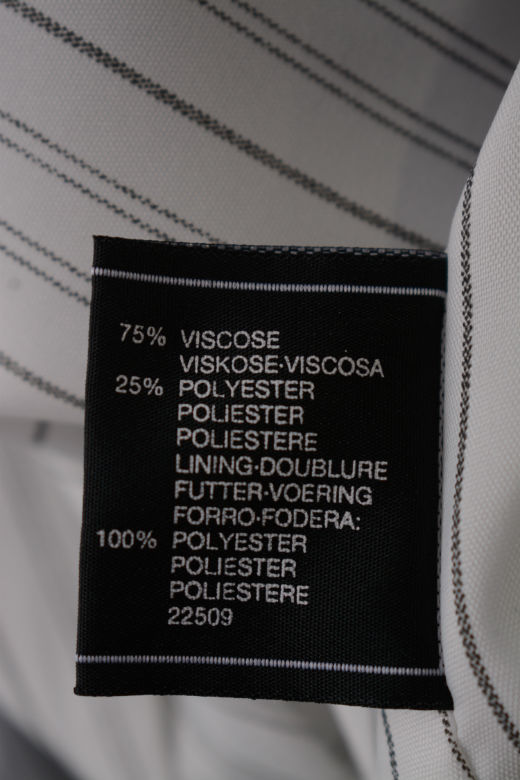 75% VISCOSE
VISKOSE·VISCOSA
25% POLYESTER
POLIESTER
POLIESTERE
LINING·DOUBLURE
FUTTER·VOERING
FORRO·FODERA:
100% POLYESTER
POLIESTER
POLIESTERE
22509